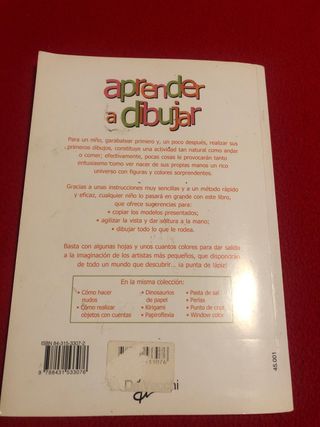 aprender
a dibujar
Para un niño, garabatear primero y, un poco después, realizar sus
primeros dibujos, constituye una actividad tan natural como andar
o comer; efectivamente, pocas cosas le provocarán tanto
entusiasmo como ver nacer de sus propias manos un rico
universo con figuras y colores sorprendentes.
Gracias a unas instrucciones muy sencillas y a un método rápido
y eficaz, cualquier niño lo pasará en grande con este libro,
que ofrece sugerencias para:
• copiar los modelos presentados;
• agilizar la vista y dar soltura a la mano;
• dibujar todo lo que le rodea.
Basta con algunas hojas y unos cuantos colores para dar salida
a la imaginación de los artistas más pequeños, que dispondrán
de todo un mundo que descubrir... ¡a punta de lápiz!
En la misma colección:
• Cómo hacer
nudos
• Cómo realizar
objetos con cuentas
• Dinosaurios
de papel
• Kirigami
• Papiroflexia
• Pasta de sal
• Perlas
• Punto de cruz
• Window color
ISBN 84-315-3307-2
9 788431 533076
45.001